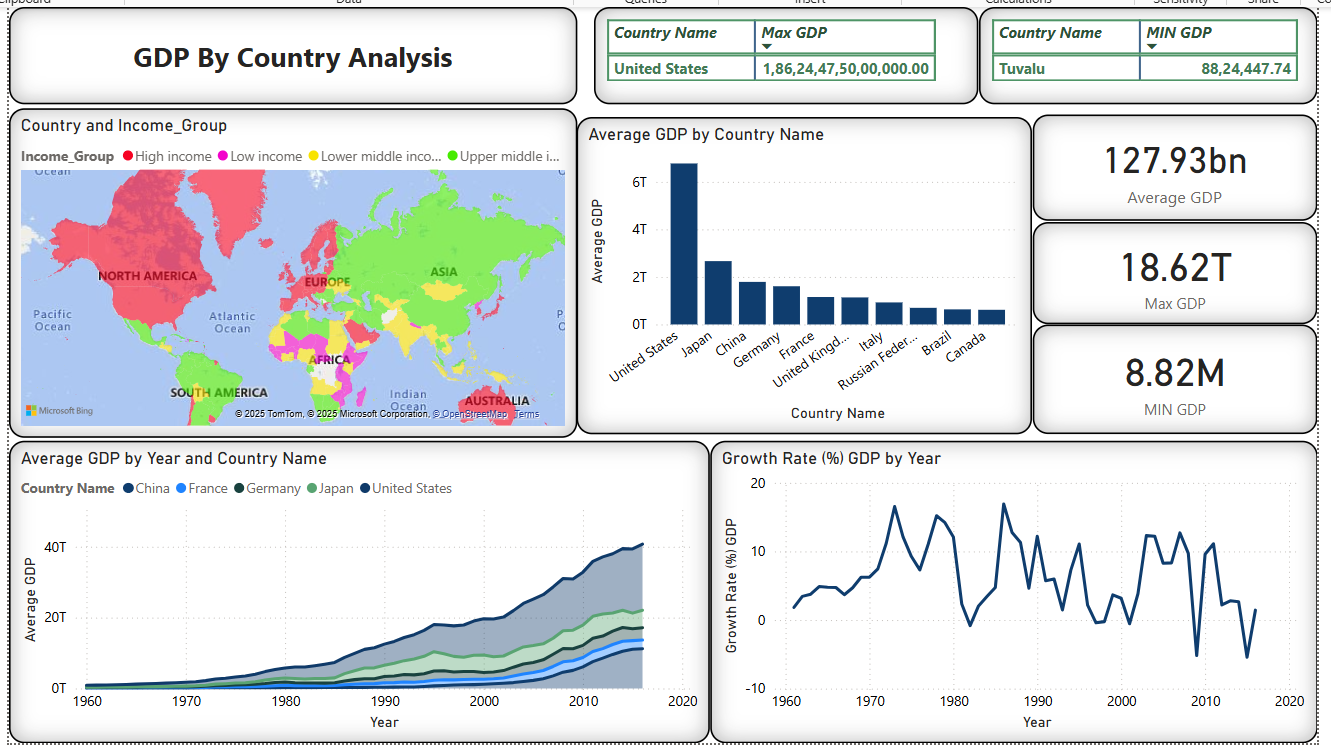 Clipboard
Data
Queries
Insert
Calculations
Sensitivity
Share
GDP By Country Analysis
Country Name Max GDP
United States 1,86,24,47,50,00,000.00
Country Name MIN GDP
Tuvalu 88,24,447.74
Country and Income_Group
Income_Group High income Low income Lower middle inco... Upper middle i...
Ocean
NORTH AMERICA
EUROPE
ASIA
Pacific
Ocean
Atlantic
Ocean
AFRICA
SOUTH AMERICA
Indian
Ocean
AUSTRALIA
Microsoft Bing
© 2025 TomTom, © 2025 Microsoft Corporation, © OpenStreetMap Terms
Average GDP by Country Name
Average GDP
6T
4T
2T
0T
United States
Japan
China
Germany
France
United Kingd...
Italy
Russian Feder...
Brazil
Canada
Country Name
127.93bn
Average GDP
18.62T
Max GDP
8.82M
MIN GDP
Average GDP by Year and Country Name
Country Name China France Germany Japan United States
Average GDP
40T
20T
0T
1960 1970 1980 1990 2000 2010 2020
Year
Growth Rate (%) GDP by Year
Growth Rate (%) GDP
20
10
0
-10
1960 1970 1980 1990 2000 2010 2020
Year